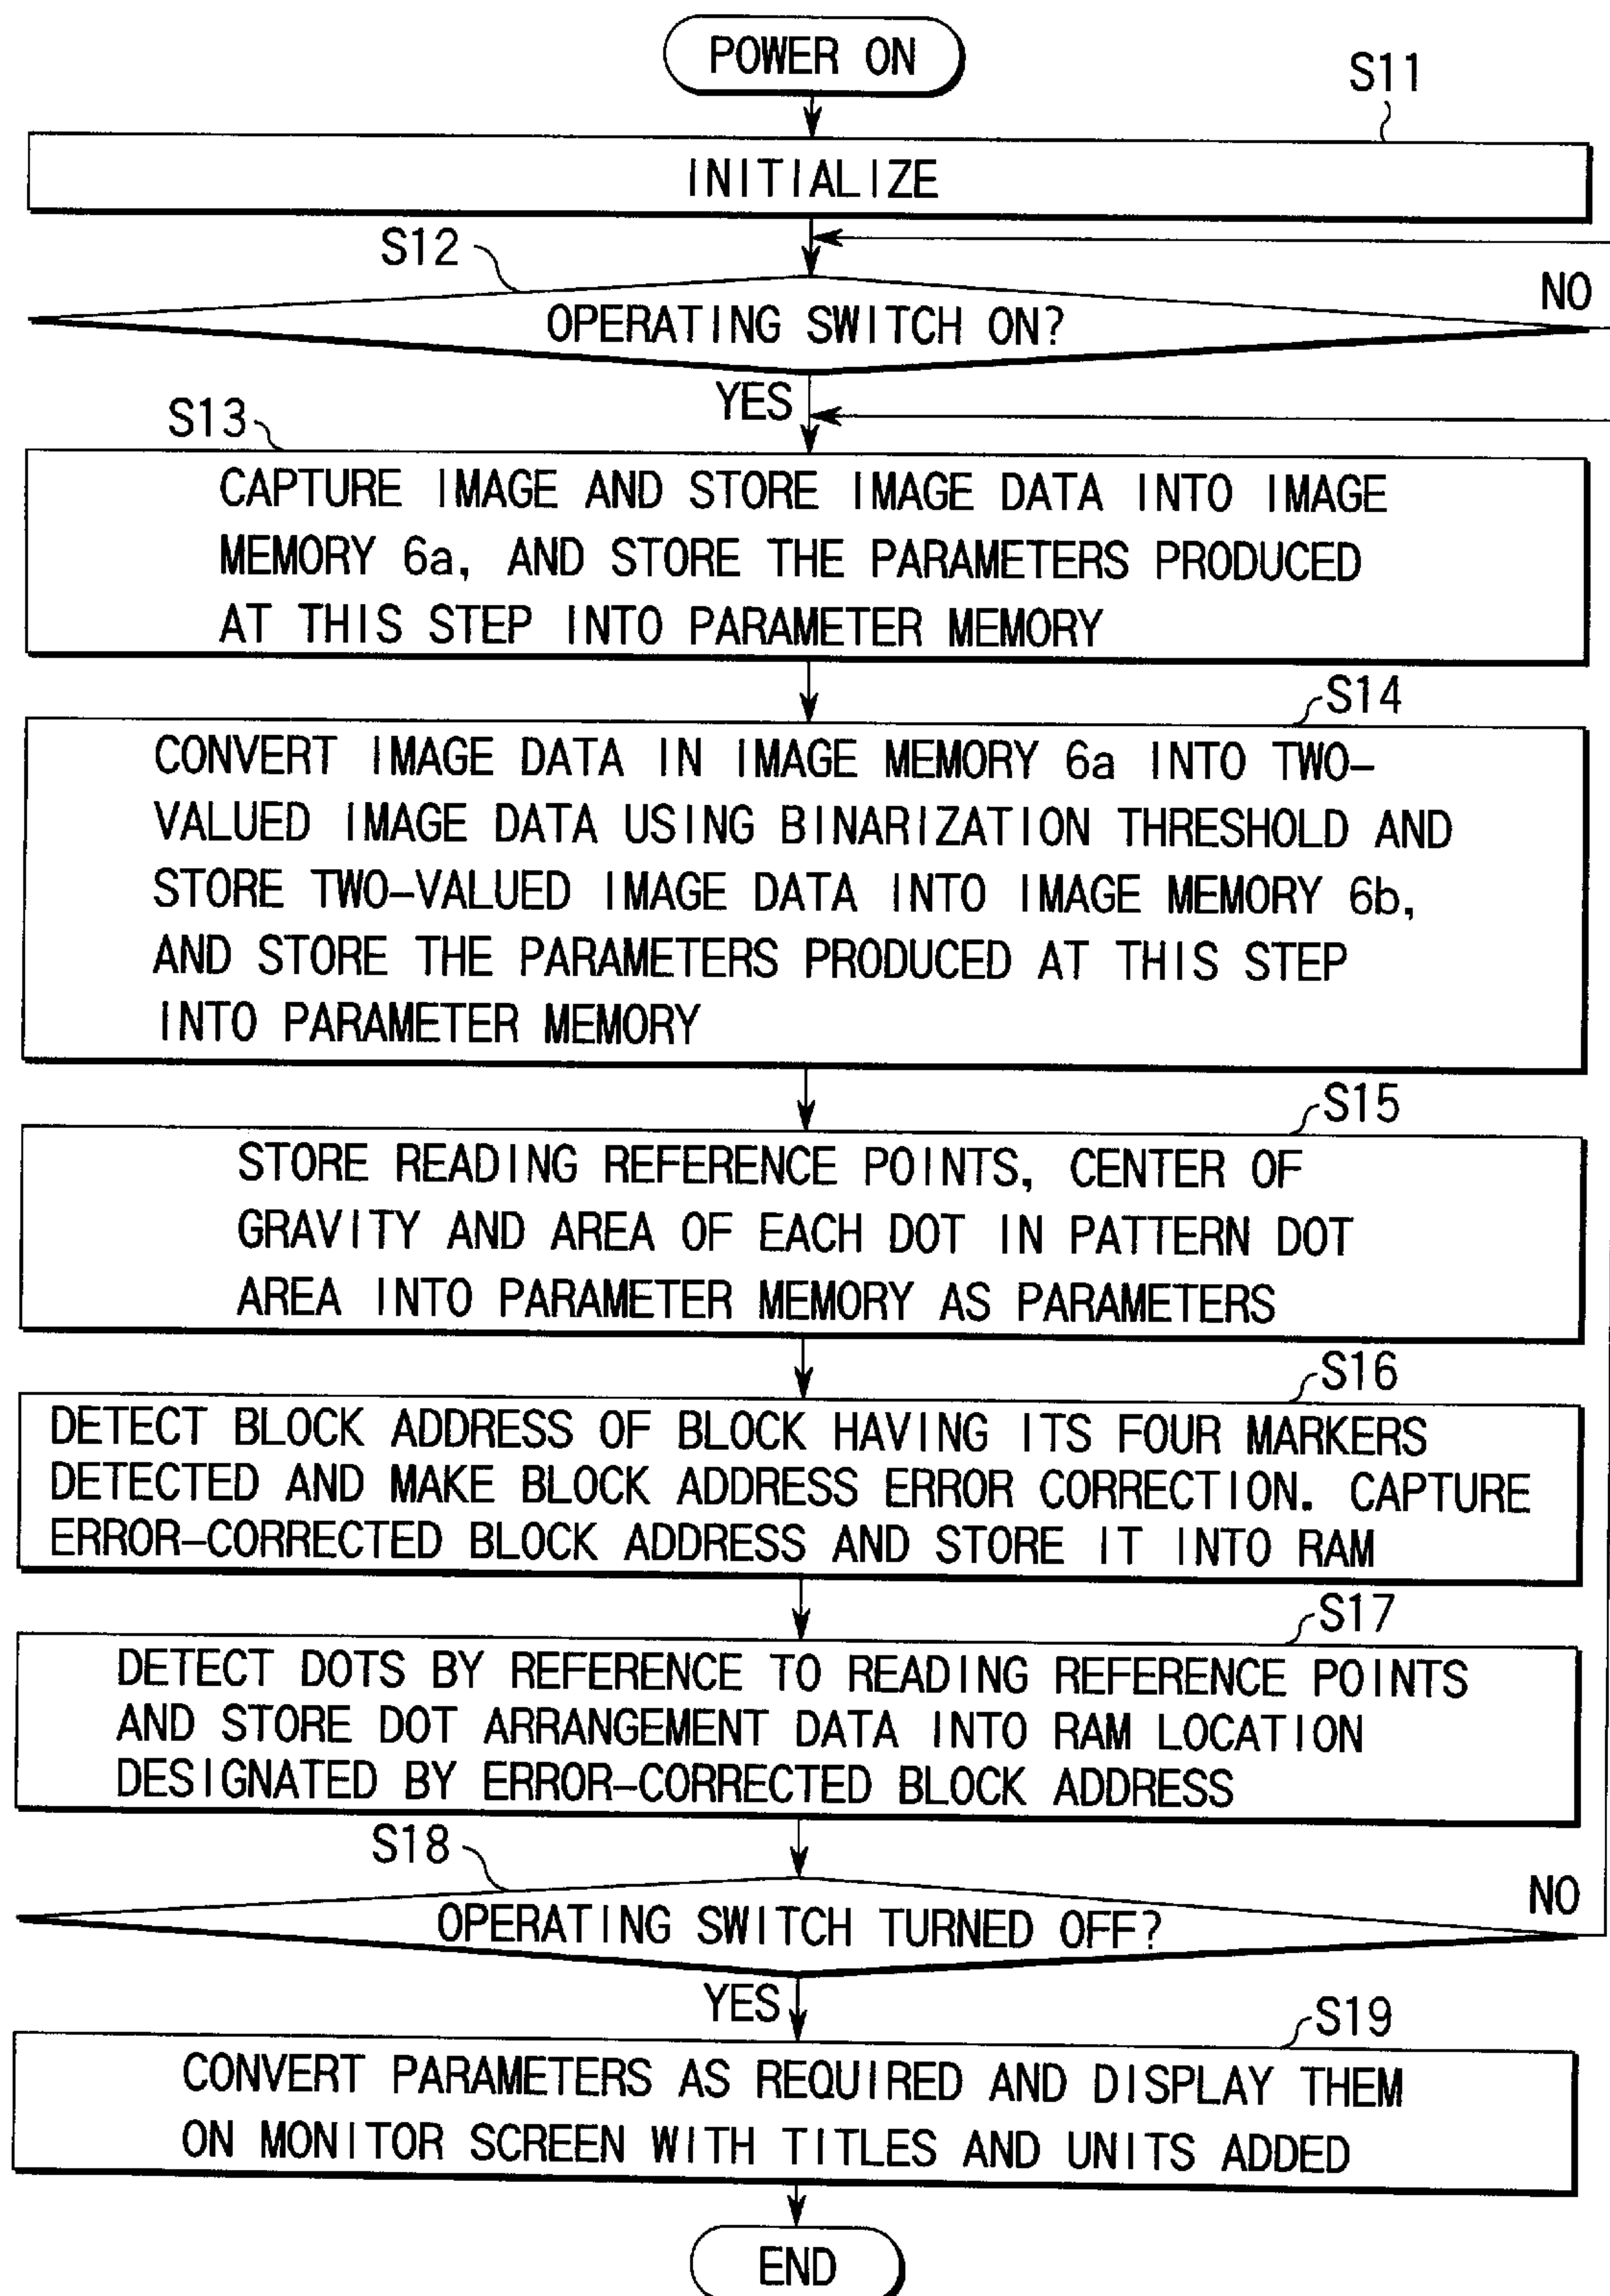 POWER ON
S11
INITIALIZE
S12
NO
OPERATING SWITCH ON?
YES
S13
CAPTURE IMAGE AND STORE IMAGE DATA INTO IMAGE
MEMORY 6a, AND STORE THE PARAMETERS PRODUCED
AT THIS STEP INTO PARAMETER MEMORY
S14
CONVERT IMAGE DATA IN IMAGE MEMORY 6a INTO TWO-
VALUED IMAGE DATA USING BINARIZATION THRESHOLD AND
STORE TWO-VALUED IMAGE DATA INTO IMAGE MEMORY 6b,
AND STORE THE PARAMETERS PRODUCED AT THIS STEP
INTO PARAMETER MEMORY
S15
STORE READING REFERENCE POINTS, CENTER OF
GRAVITY AND AREA OF EACH DOT IN PATTERN DOT
AREA INTO PARAMETER MEMORY AS PARAMETERS
S16
DETECT BLOCK ADDRESS OF BLOCK HAVING ITS FOUR MARKERS
DETECTED AND MAKE BLOCK ADDRESS ERROR CORRECTION. CAPTURE
ERROR-CORRECTED BLOCK ADDRESS AND STORE IT INTO RAM
S17
DETECT DOTS BY REFERENCE TO READING REFERENCE POINTS
AND STORE DOT ARRANGEMENT DATA INTO RAM LOCATION
DESIGNATED BY ERROR-CORRECTED BLOCK ADDRESS
S18
NO
OPERATING SWITCH TURNED OFF?
YES
S19
CONVERT PARAMETERS AS REQUIRED AND DISPLAY THEM
ON MONITOR SCREEN WITH TITLES AND UNITS ADDED
END